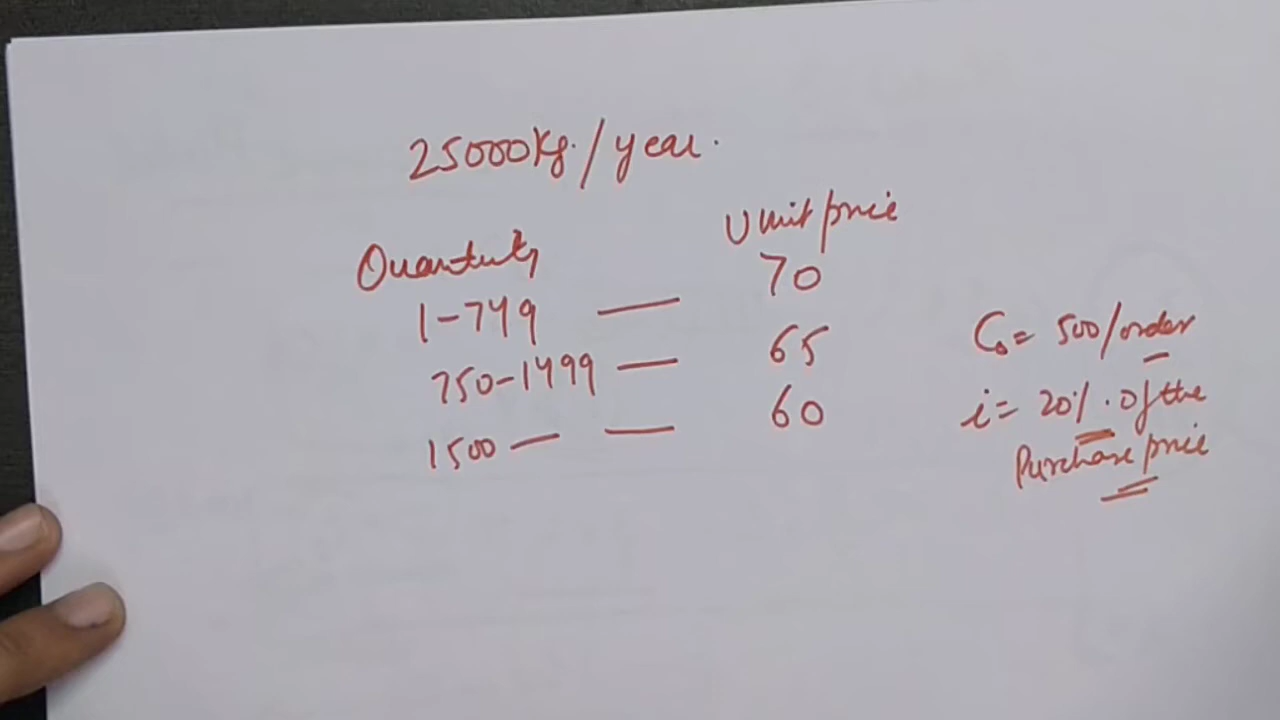 25000Kg./year.
Quantity Unit price
1-749 — 70
750-1499 — 65
1500 — — 60
Co = 500/order
i = 20%. of the
Purchase price